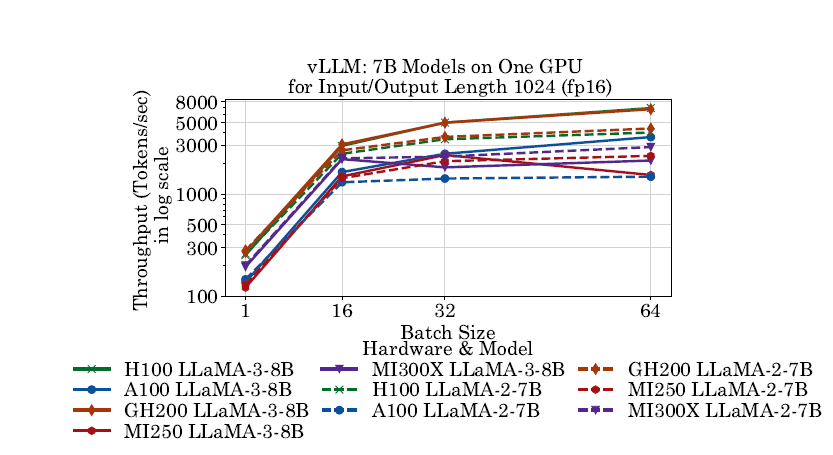 vLLM: 7B Models on One GPU
for Input/Output Length 1024 (fp16)
Throughput (Tokens/sec)
in log scale
8000
5000
3000
1000
500
300
100
1 16 32 64
Batch Size
Hardware & Model
H100 LLaMA-3-8B
A100 LLaMA-3-8B
GH200 LLaMA-3-8B
MI250 LLaMA-3-8B
MI300X LLaMA-3-8B
H100 LLaMA-2-7B
A100 LLaMA-2-7B
GH200 LLaMA-2-7B
MI250 LLaMA-2-7B
MI300X LLaMA-2-7B